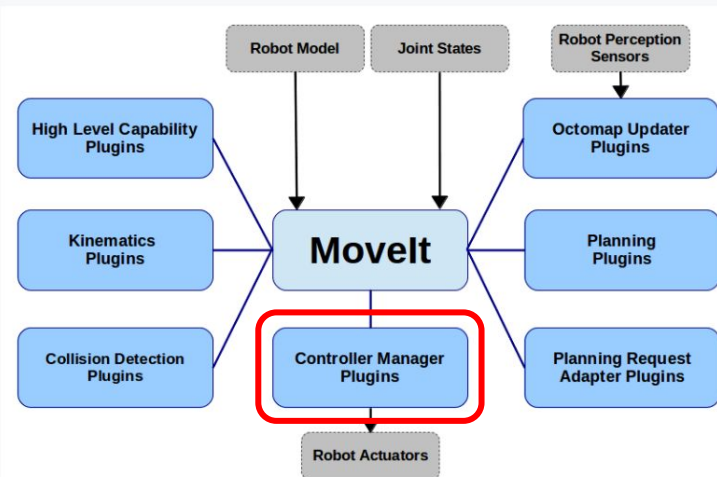 Robot Model
Joint States
Robot Perception
Sensors
High Level Capability
Plugins
Octomap Updater
Plugins
Kinematics
Plugins
MoveIt
Planning
Plugins
Collision Detection
Plugins
Controller Manager
Plugins
Planning Request
Adapter Plugins
Robot Actuators